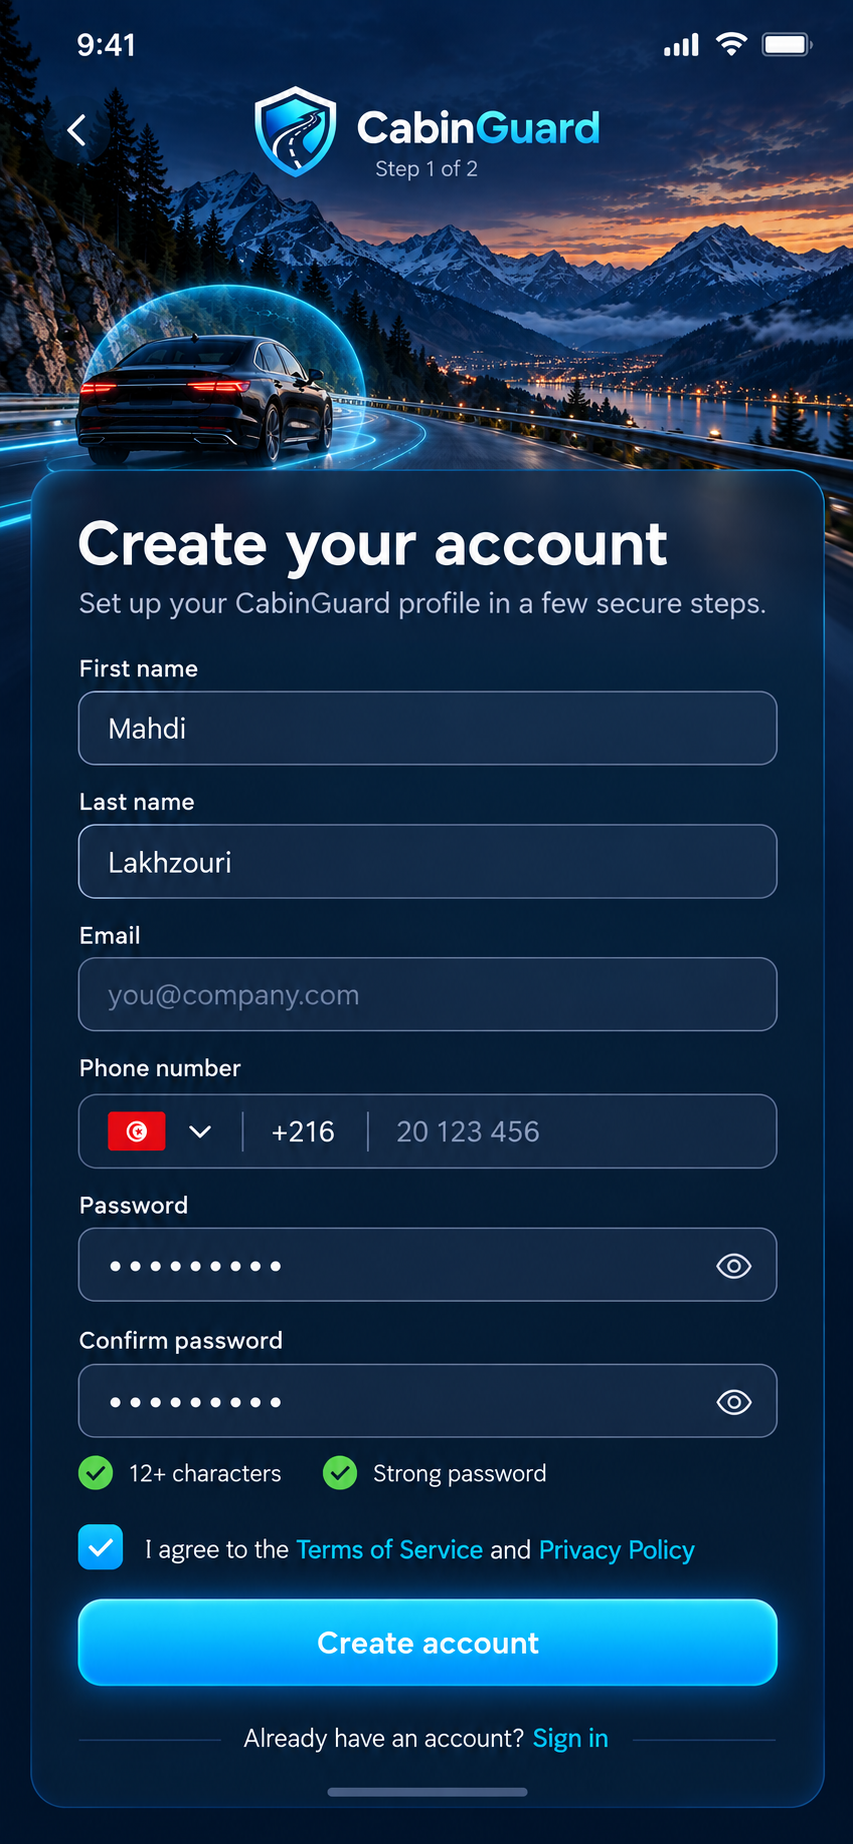 9:41
CabinGuard
Step 1 of 2
Create your account
Set up your CabinGuard profile in a few secure steps.
First name
Mahdi
Last name
Lakhzouri
Email
you@company.com
Phone number
+216 20 123 456
Password
•••••••••
Confirm password
•••••••••
12+ characters Strong password
I agree to the Terms of Service and Privacy Policy
Create account
Already have an account? Sign in